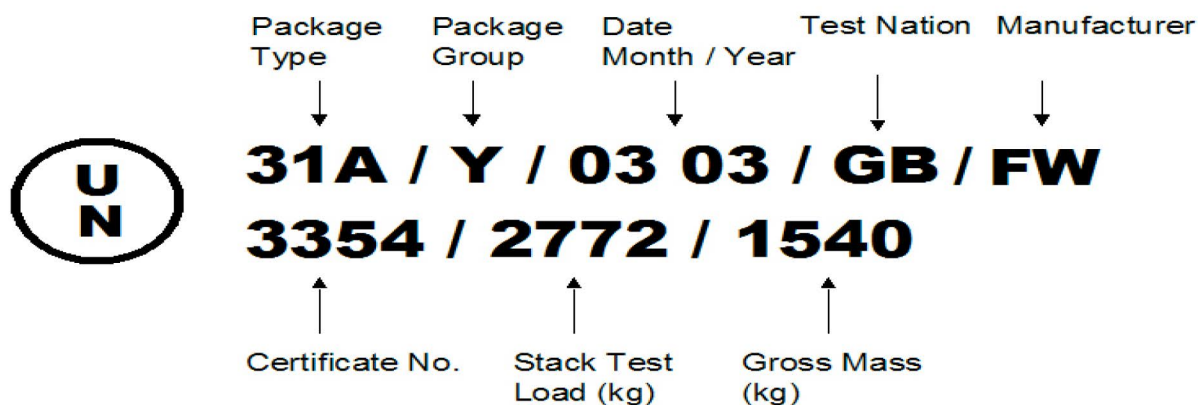 Package Type
Package Group
Date Month / Year
Test Nation
Manufacturer
U
N
31A / Y / 03 03 / GB / FW
3354 / 2772 / 1540
Certificate No.
Stack Test Load (kg)
Gross Mass (kg)